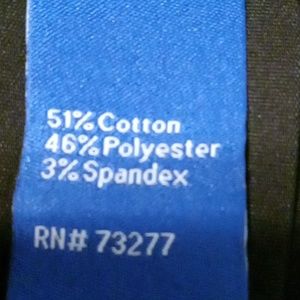 51% Cotton
46% Polyester
3% Spandex
RN# 73277